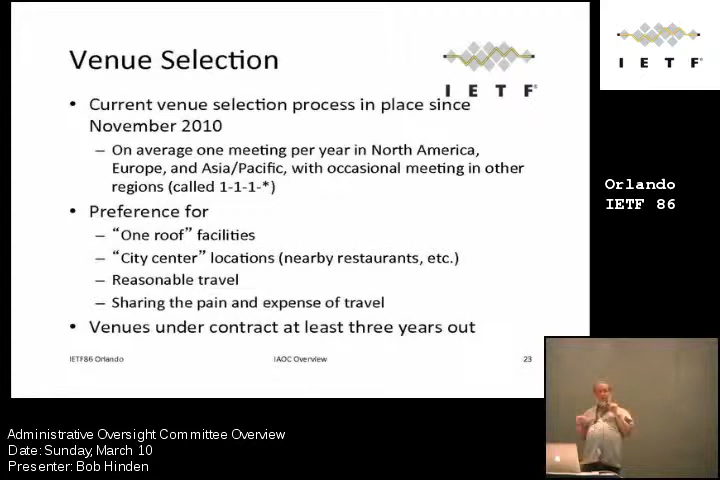 Venue Selection
I E T F
• Current venue selection process in place since
November 2010
– On average one meeting per year in North America,
Europe, and Asia/Pacific, with occasional meeting in other
regions (called 1-1-1-*)
• Preference for
– “One roof” facilities
– “City center” locations (nearby restaurants, etc.)
– Reasonable travel
– Sharing the pain and expense of travel
• Venues under contract at least three years out
IETF86 Orlando IAOC Overview 23
I E T F
Orlando
IETF 86
Administrative Oversight Committee Overview
Date: Sunday, March 10
Presenter: Bob Hinden